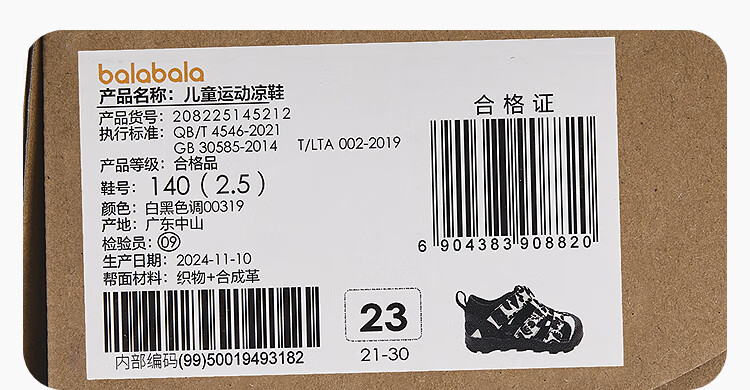 balabala
产品名称：儿童运动凉鞋
产品货号：208225145212
执行标准：QB/T 4546-2021
GB 30585-2014 T/LTA 002-2019
产品等级：合格品
鞋号：140（2.5）
颜色：白黑色调00319
产地：广东中山
检验员：09
生产日期：2024-11-10
帮面材料：织物+合成革
内部编码(99)50019493182
合格证
6 904383 908820
23
21-30